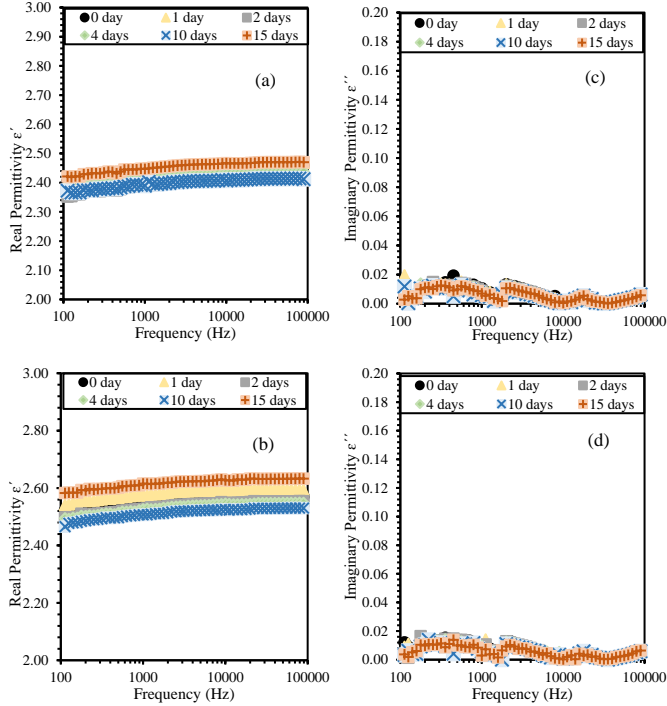 3.00
2.90
2.80
2.70
2.60
2.50
2.40
2.30
2.20
2.10
2.00
Real Permittivity ε′
0 day 1 day 2 days
4 days 10 days 15 days
(a)
100 1000 10000 100000
Frequency (Hz)
0.20
0.18
0.16
0.14
0.12
0.10
0.08
0.06
0.04
0.02
0.00
Imaginary Permittivity ε′′
0 day 1 day 2 days
4 days 10 days 15 days
(c)
100 1000 10000 100000
Frequency (Hz)
3.00
2.80
2.60
2.40
2.20
2.00
Real Permittivity ε′
0 day 1 day 2 days
4 days 10 days 15 days
(b)
100 1000 10000 100000
Frequency (Hz)
0.20
0.18
0.16
0.14
0.12
0.10
0.08
0.06
0.04
0.02
0.00
Imaginary Permittivity ε′′
0 day 1 day 2 days
4 days 10 days 15 days
(d)
100 1000 10000 100000
Frequency (Hz)